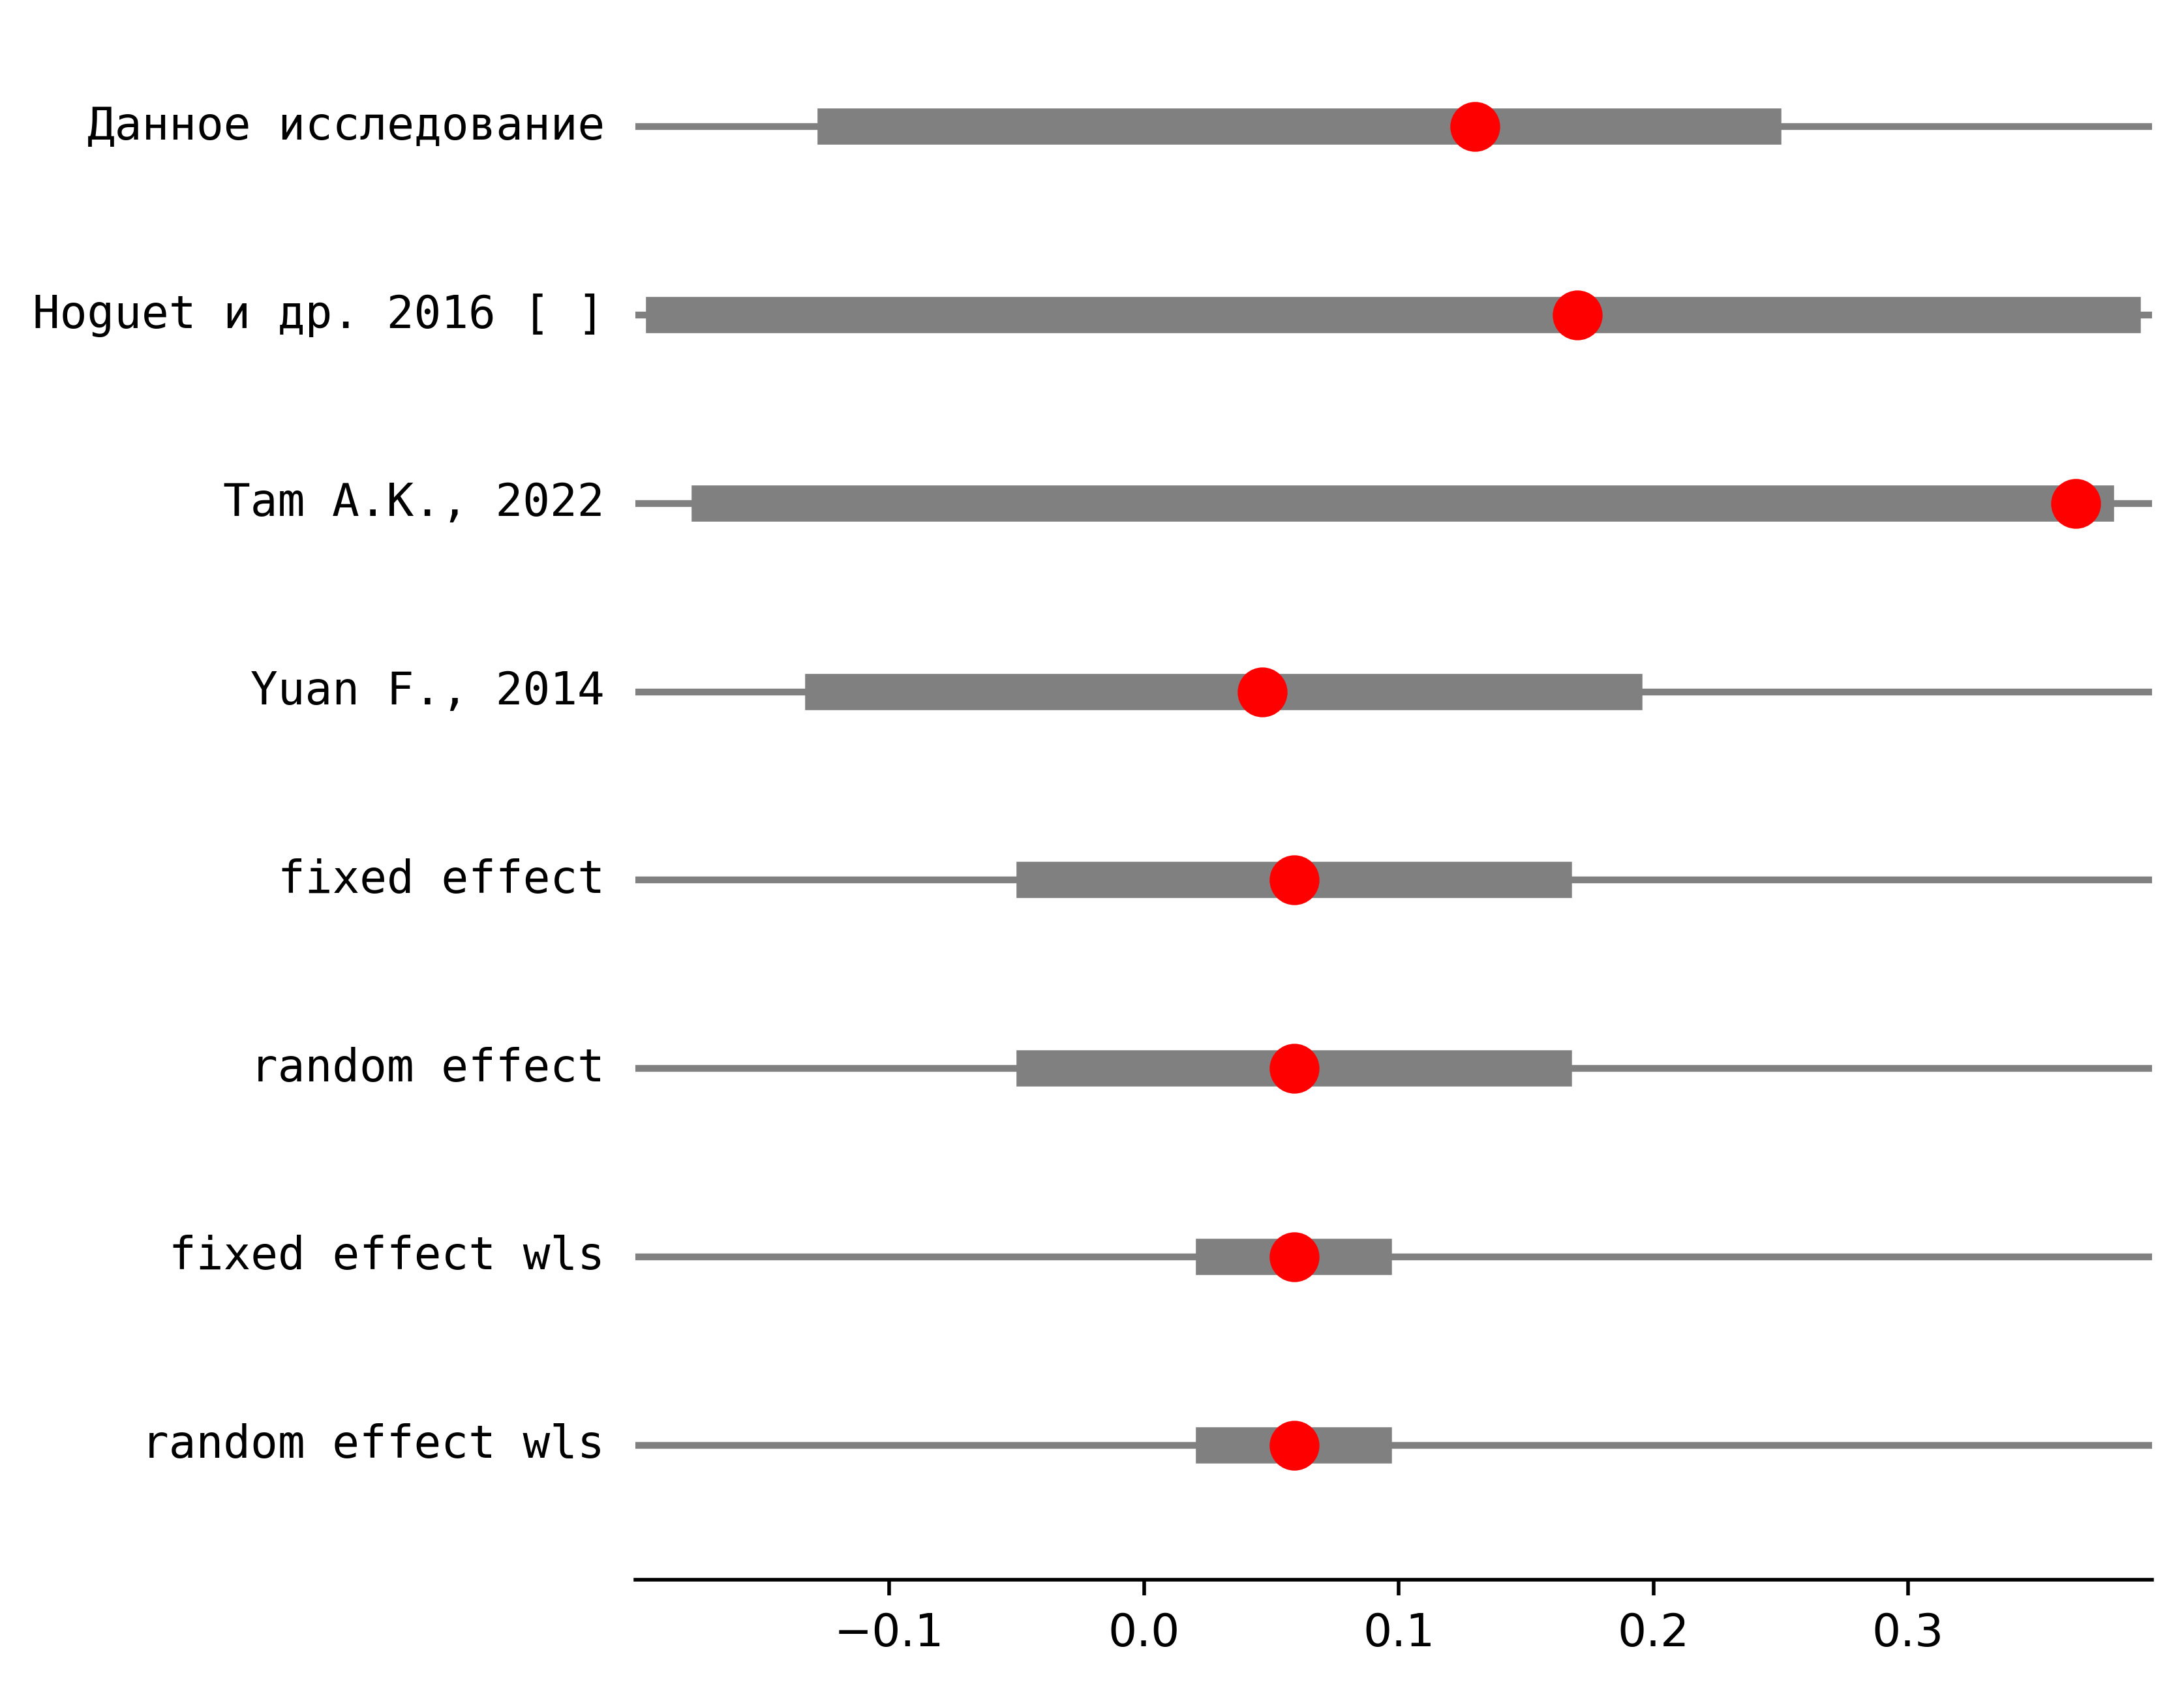 Данное исследование
Hoguet и др. 2016 [ ]
Tam A.K., 2022
Yuan F., 2014
fixed effect
random effect
fixed effect wls
random effect wls
−0.1 0.0 0.1 0.2 0.3